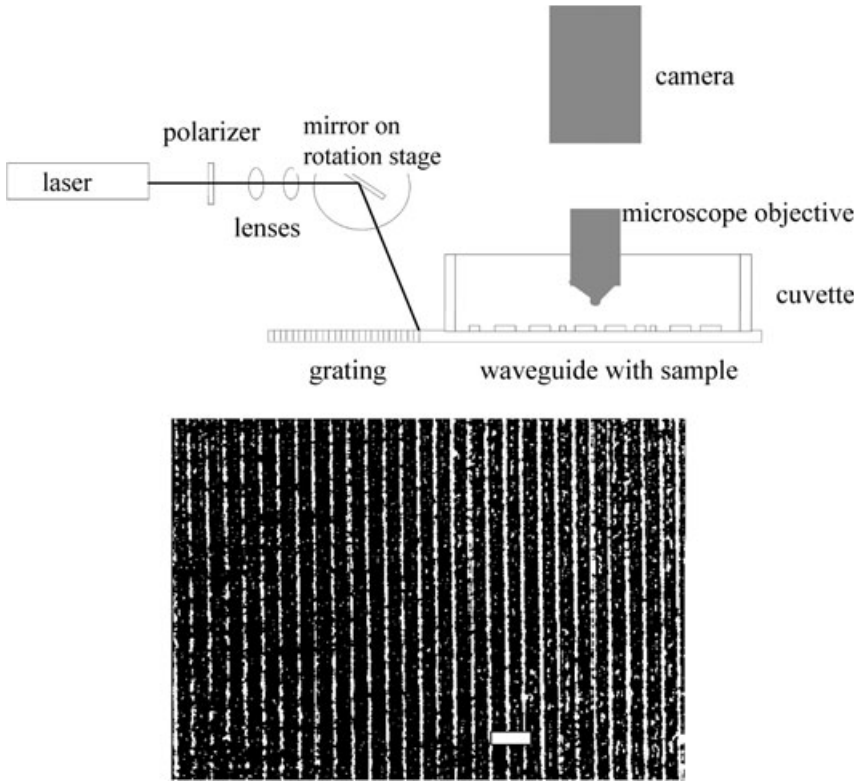 camera
polarizer
mirror on
rotation stage
laser
lenses
microscope objective
cuvette
grating
waveguide with sample